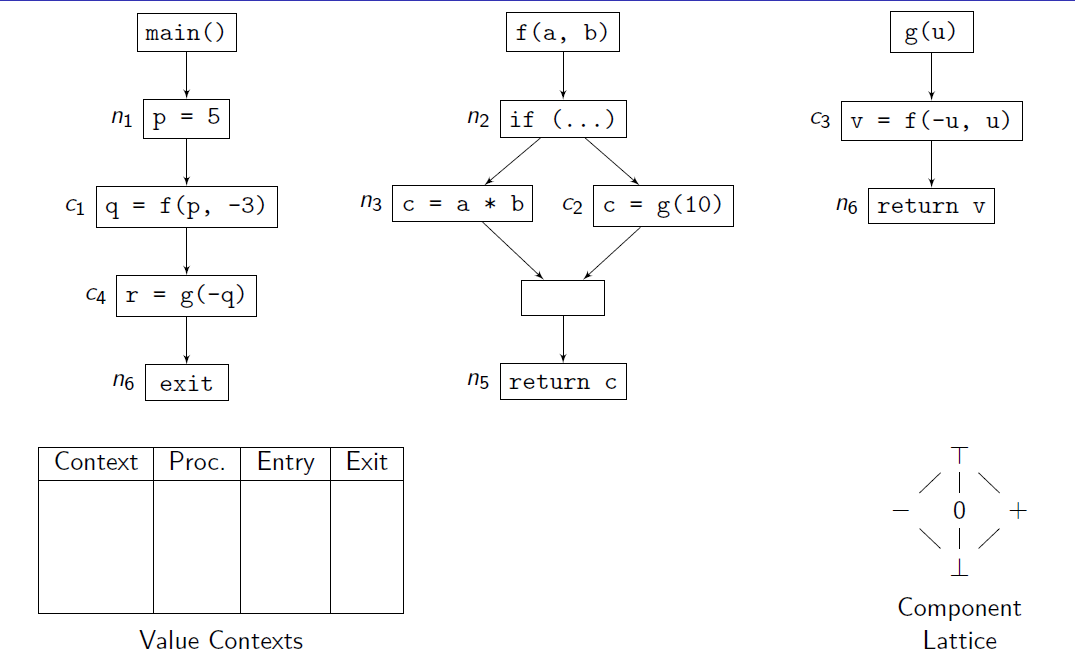 main()
n1 p = 5
c1 q = f(p, -3)
c4 r = g(-q)
n6 exit
f(a, b)
n2 if (...)
n3 c = a * b
c2 c = g(10)
n5 return c
g(u)
c3 v = f(-u, u)
n6 return v
Context Proc. Entry Exit
Value Contexts
⊤
− 0 +
⊥
Component
Lattice